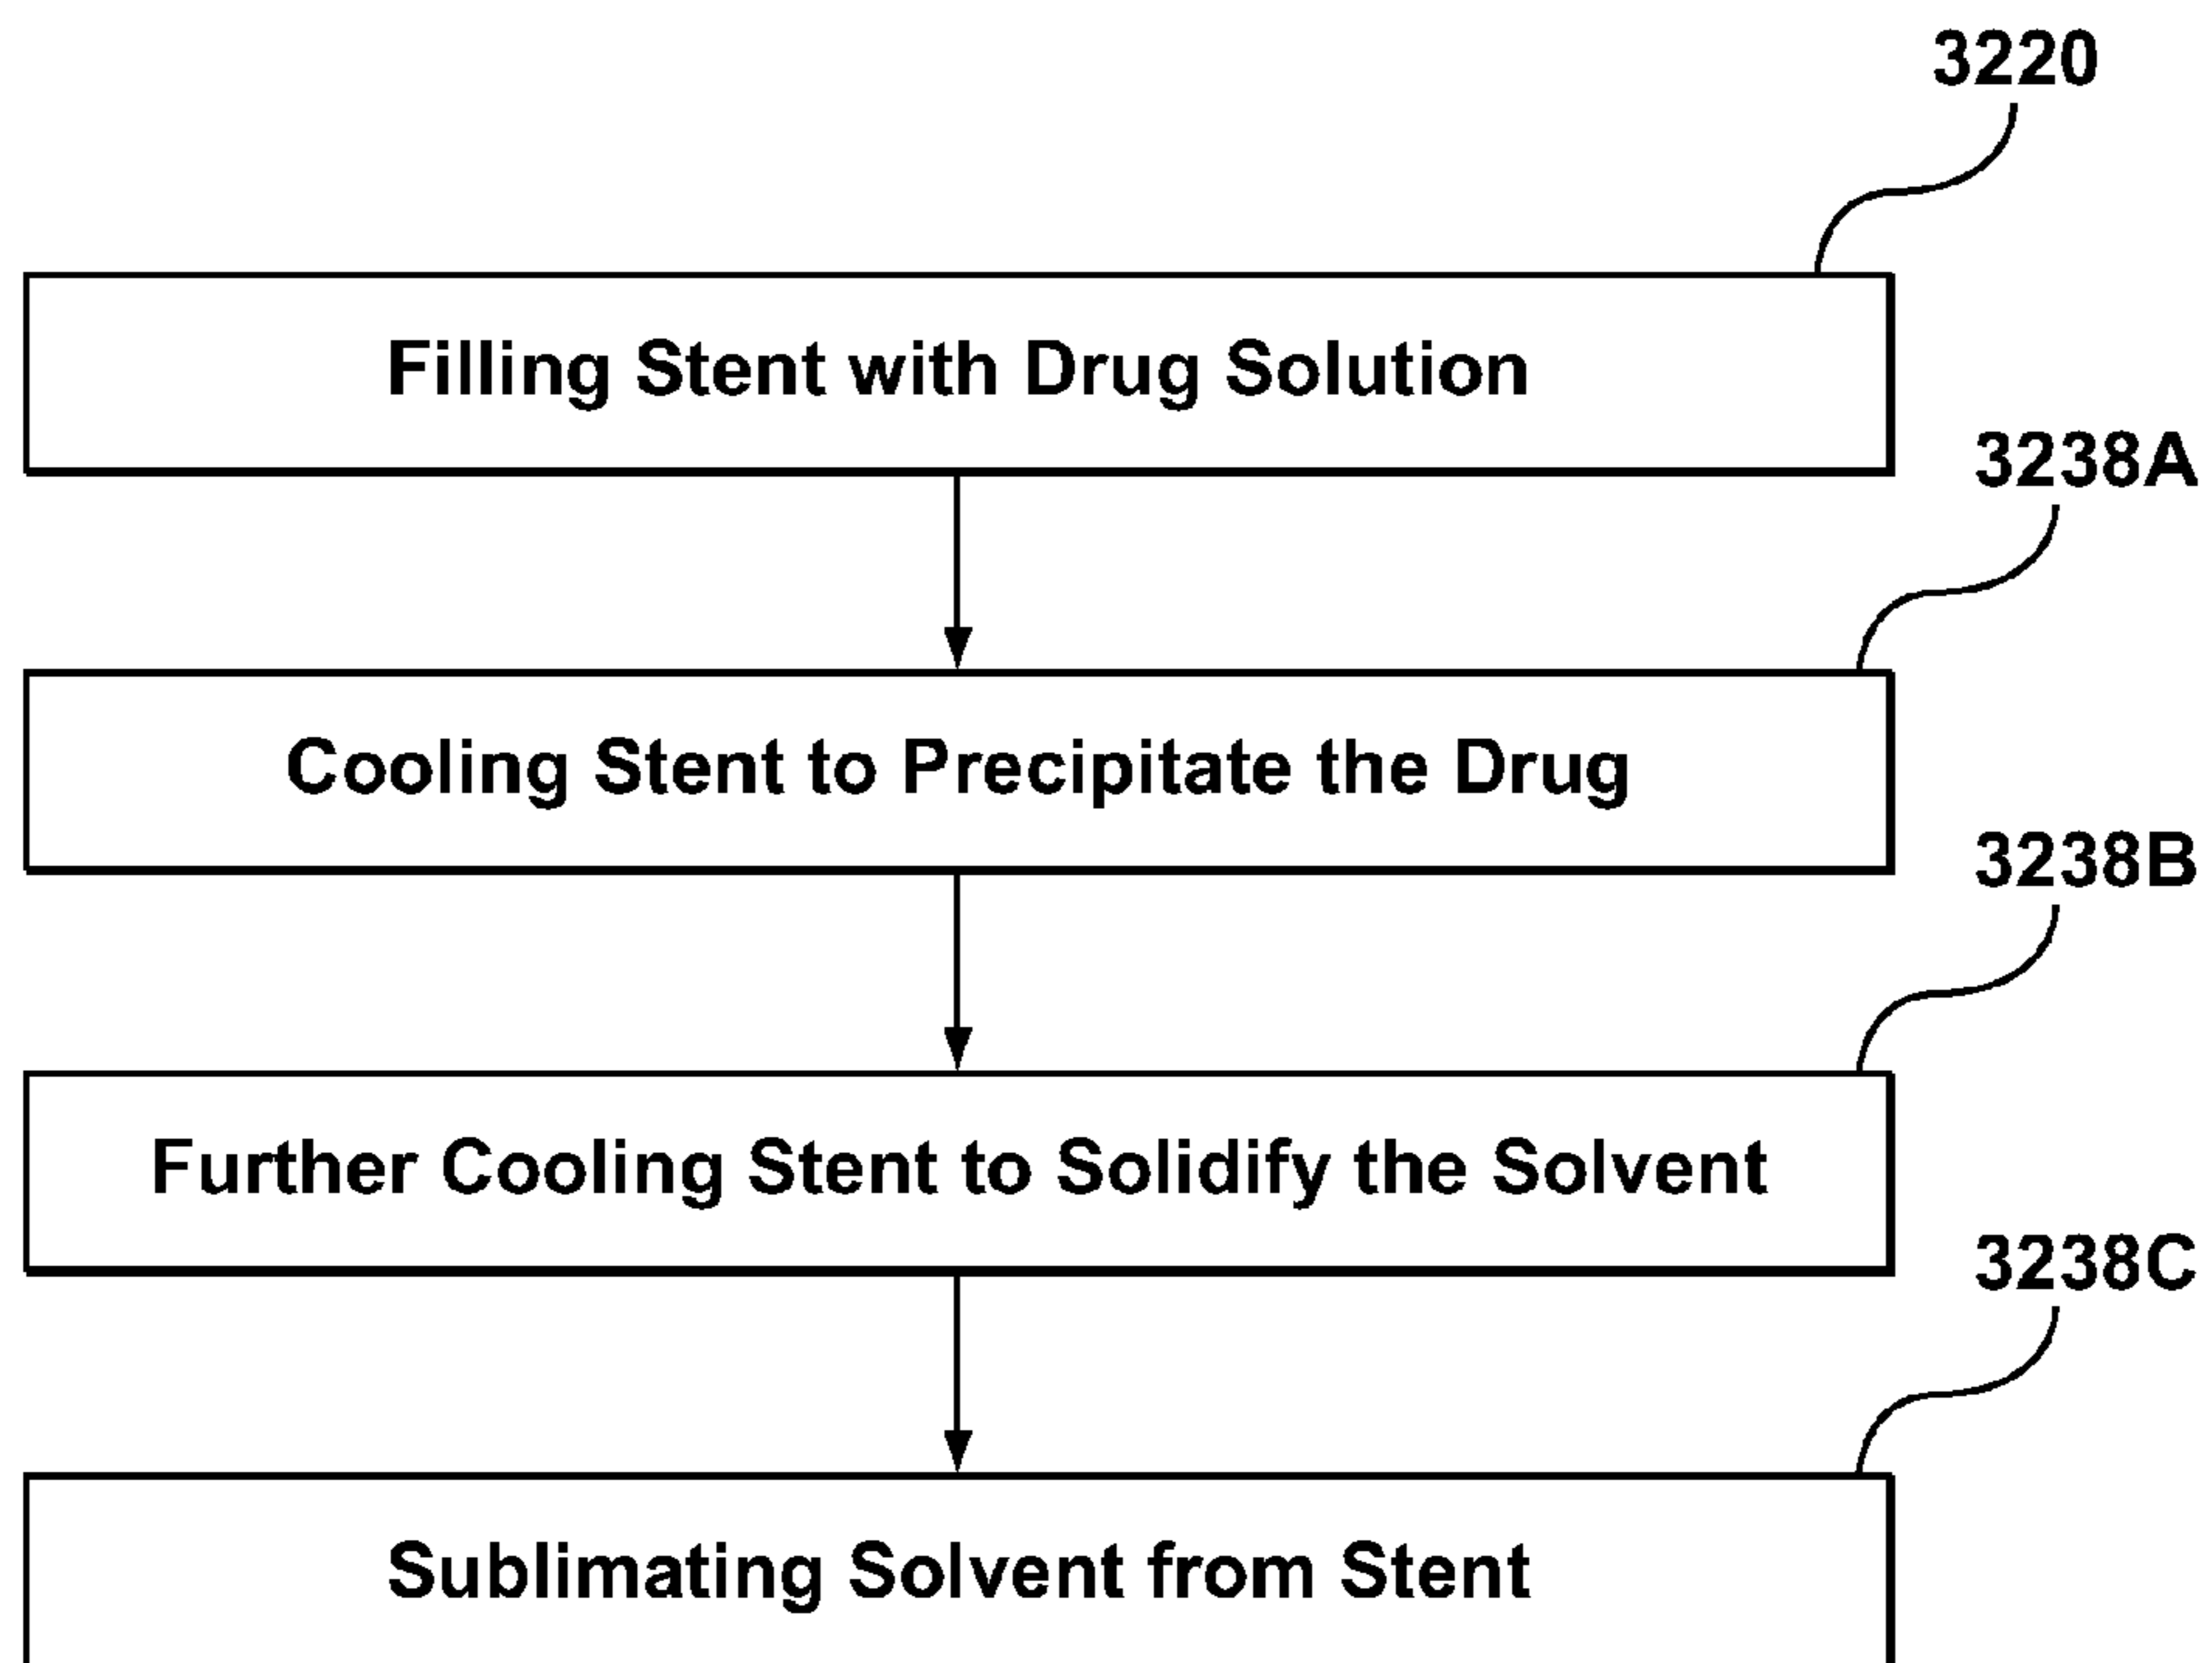 3220
Filling Stent with Drug Solution
3238A
Cooling Stent to Precipitate the Drug
3238B
Further Cooling Stent to Solidify the Solvent
3238C
Sublimating Solvent from Stent